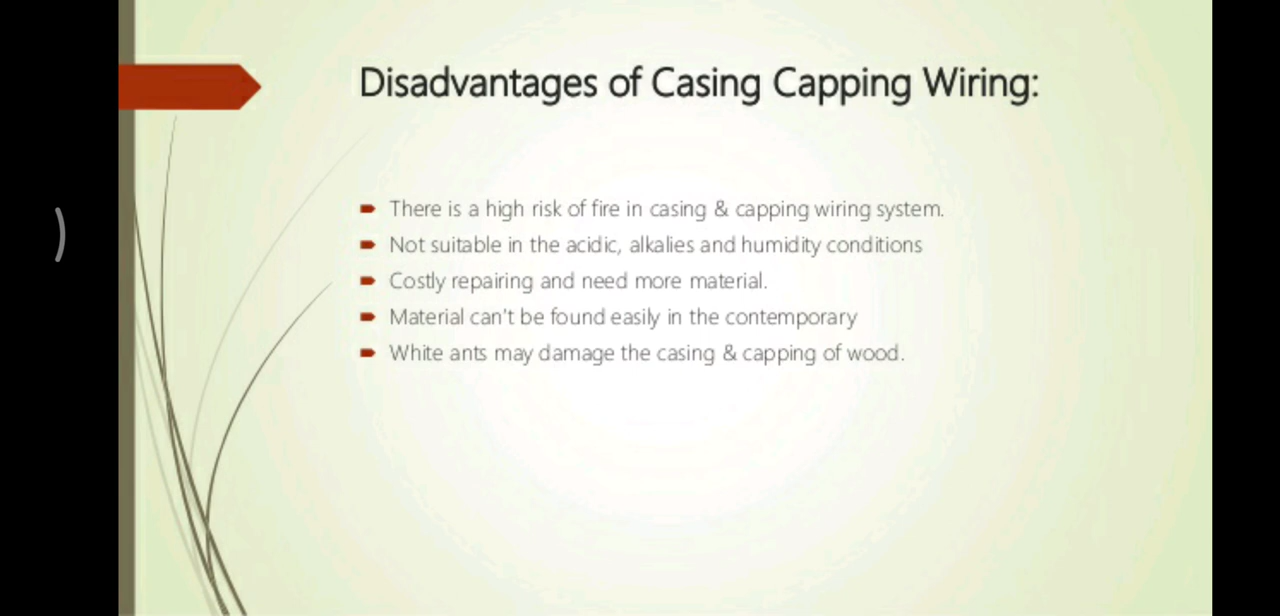 Disadvantages of Casing Capping Wiring:
There is a high risk of fire in casing & capping wiring system.
Not suitable in the acidic, alkalies and humidity conditions
Costly repairing and need more material.
Material can't be found easily in the contemporary
White ants may damage the casing & capping of wood.